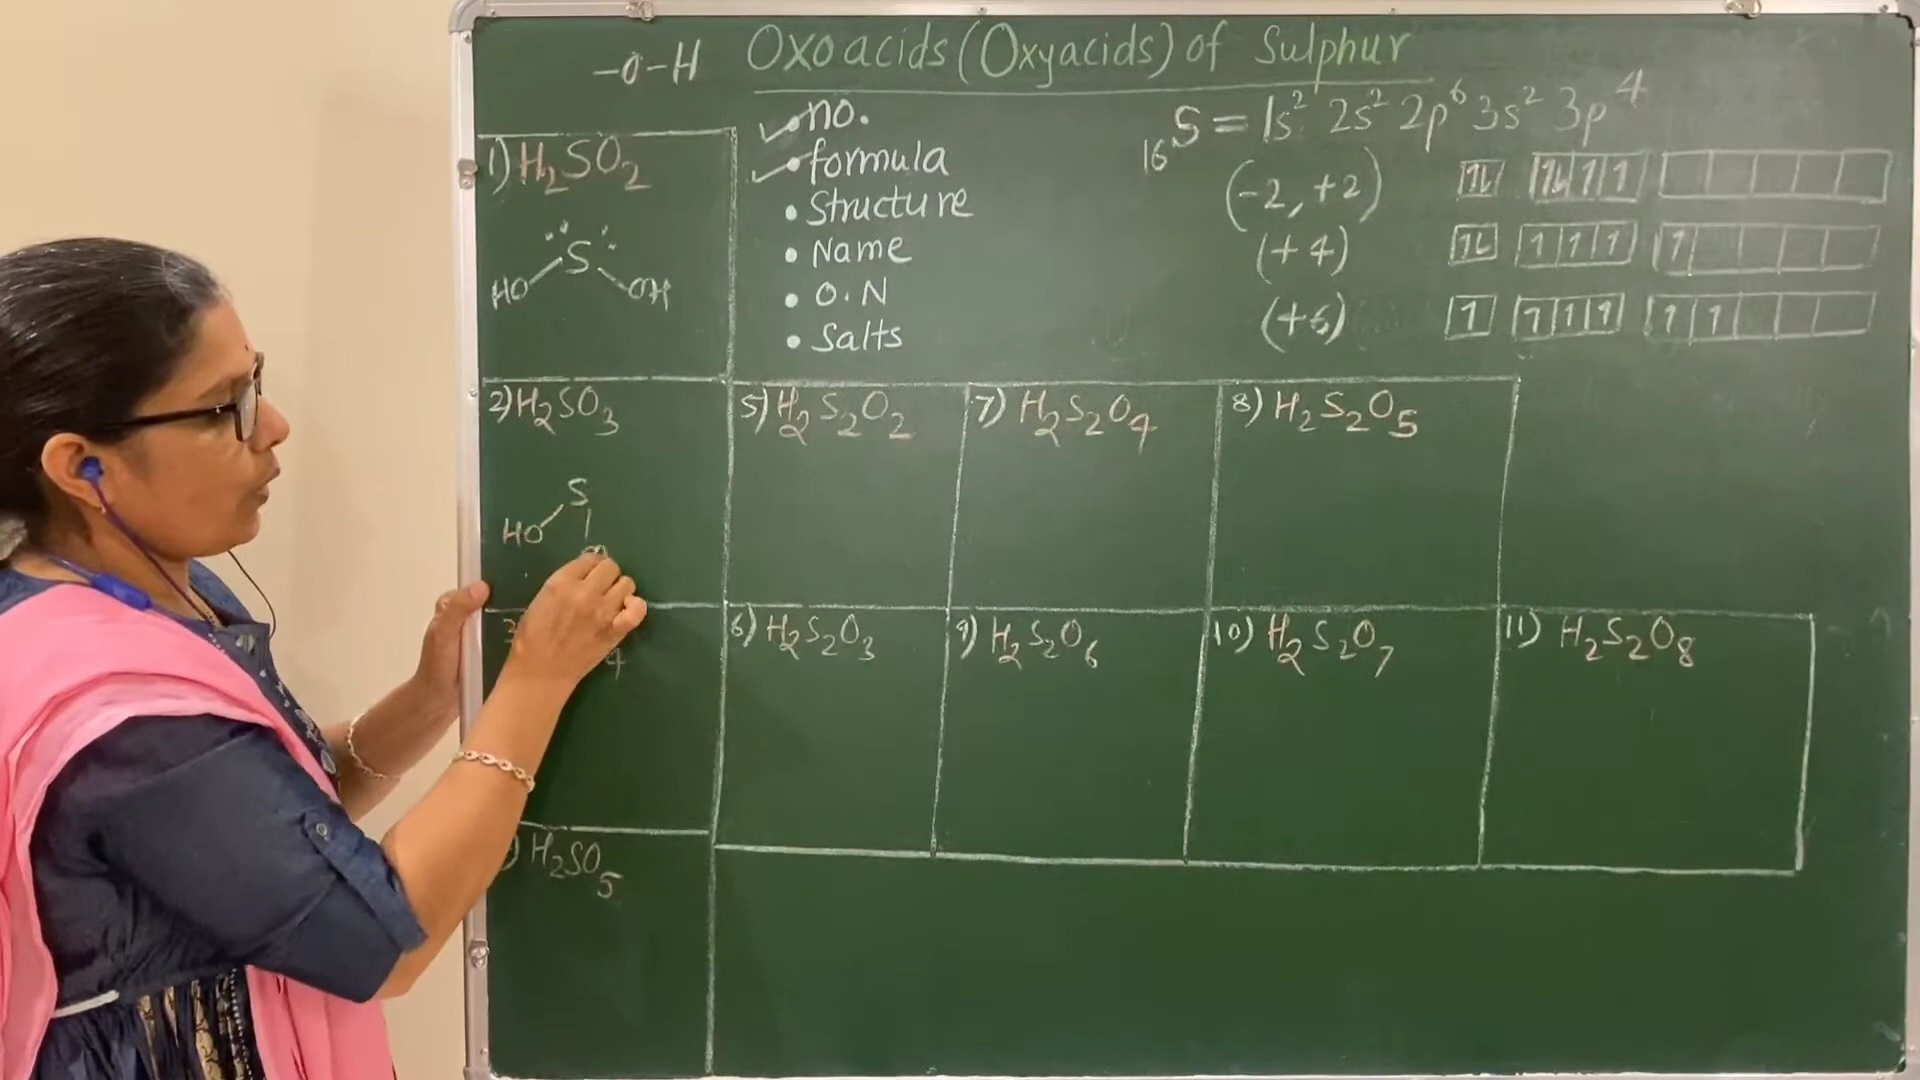 Oxoacids (Oxyacids) of Sulphur
–O–H
• no.
• formula
• Structure
• Name
• O.N
• Salts
₁₆S = 1s² 2s² 2p⁶ 3s² 3p⁴
(-2, +2)
(+4)
(+6)
1) H₂SO₂
S
HO OH
2) H₂SO₃
S
HO
4
H₂SO₅
5) H₂S₂O₂
7) H₂S₂O₄
8) H₂S₂O₅
6) H₂S₂O₃
9) H₂S₂O₆
10) H₂S₂O₇
11) H₂S₂O₈